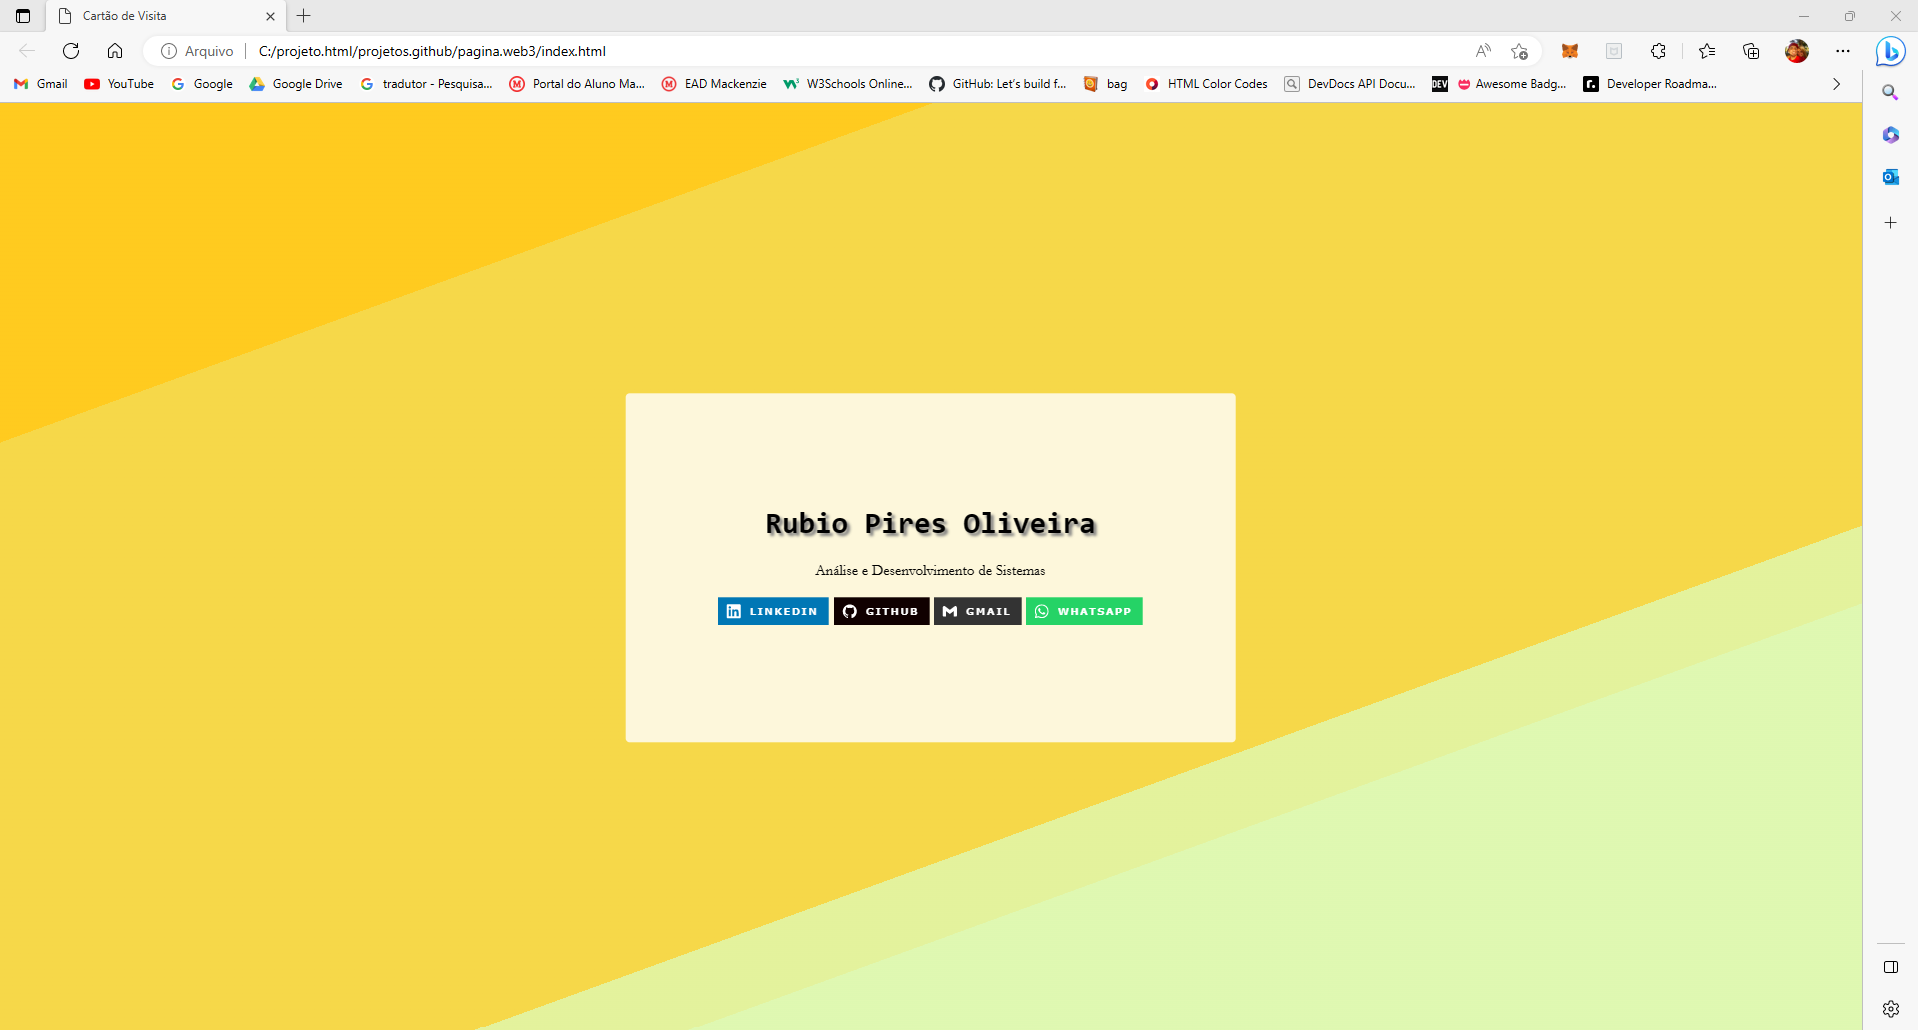 Cartão de Visita
Arquivo C:/projeto.html/projetos.github/pagina.web3/index.html
Gmail YouTube Google Google Drive tradutor - Pesquisa... Portal do Aluno Ma... EAD Mackenzie W3Schools Online... GitHub: Let's build f... bag HTML Color Codes DevDocs API Docu... DEV Awesome Badg... Developer Roadma...
Rubio Pires Oliveira
Análise e Desenvolvimento de Sistemas
LINKEDIN GITHUB GMAIL WHATSAPP